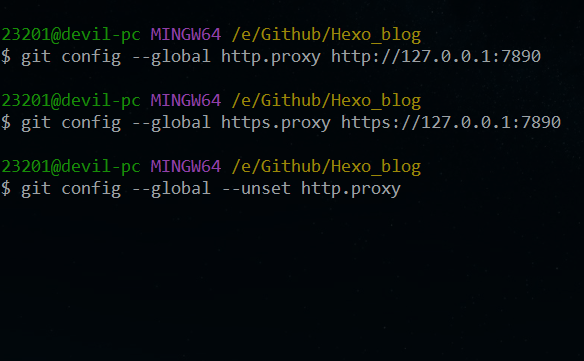 23201@devil-pc MINGW64 /e/Github/Hexo_blog
$ git config --global http.proxy http://127.0.0.1:7890
23201@devil-pc MINGW64 /e/Github/Hexo_blog
$ git config --global https.proxy https://127.0.0.1:7890
23201@devil-pc MINGW64 /e/Github/Hexo_blog
$ git config --global --unset http.proxy